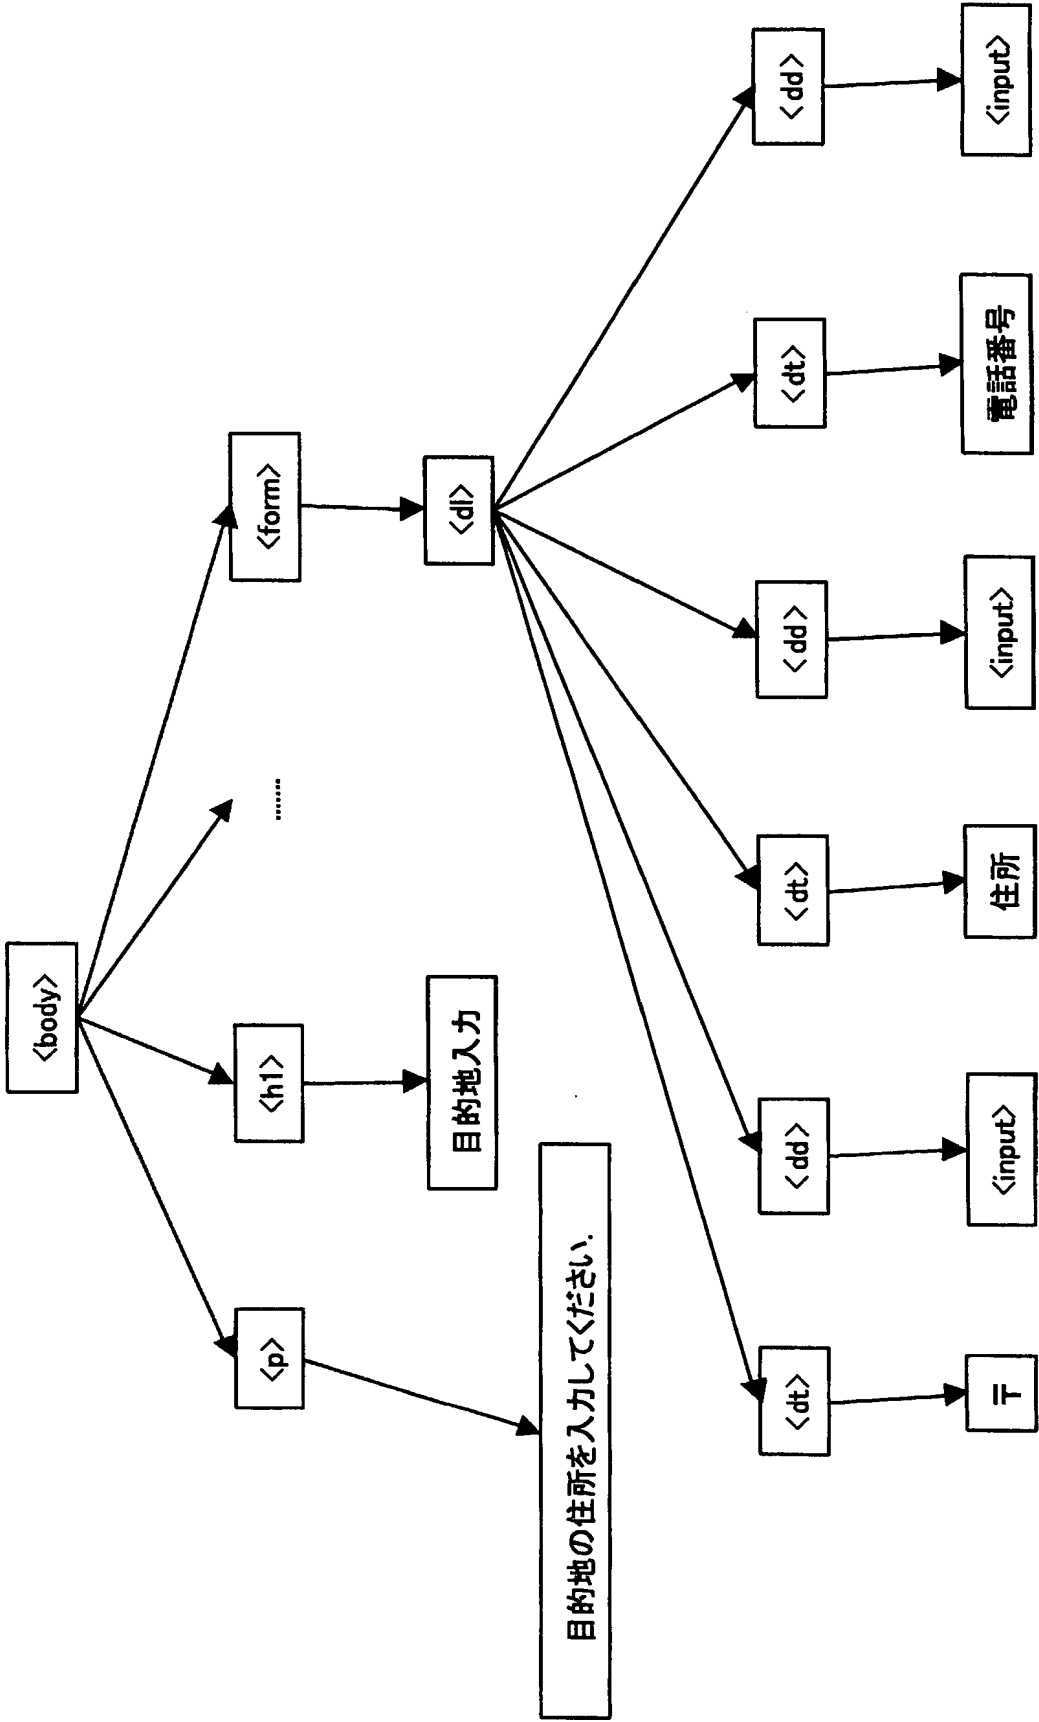 <body>
<p>
<h1>
.......
<form>
目的地入力
<dl>
目的地の住所を入力してください.
<dt>
<dd>
<dt>
<dd>
<dt>
<dd>
〒
<input>
住所
<input>
電話番号
<input>